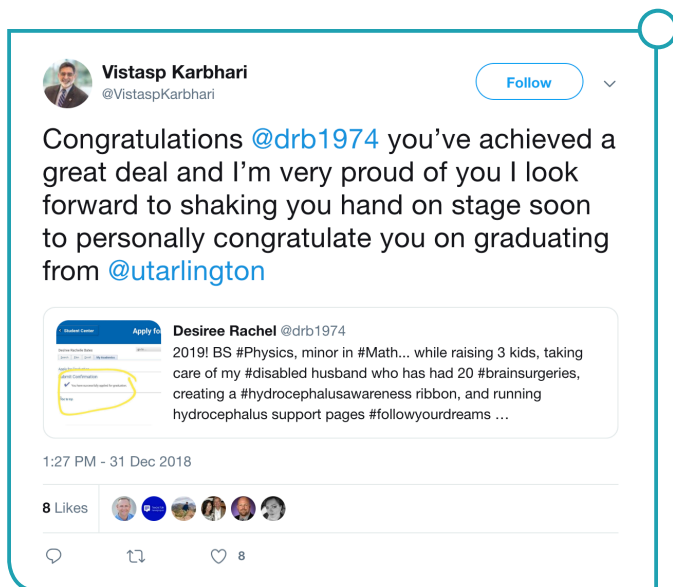 Vistasp Karbhari
@VistaspKarbhari
Follow
Congratulations @drb1974 you’ve achieved a
great deal and I’m very proud of you I look
forward to shaking you hand on stage soon
to personally congratulate you on graduating
from @utarlington
Student Center
Apply fo
Submit Confirmation
Desiree Rachel @drb1974
2019! BS #Physics, minor in #Math... while raising 3 kids, taking
care of my #disabled husband who has had 20 #brainsurgeries,
creating a #hydrocephalusawareness ribbon, and running
hydrocephalus support pages #followyourdreams …
1:27 PM - 31 Dec 2018
8 Likes
8